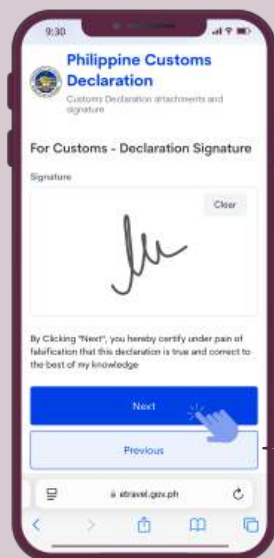 9:30
Philippine Customs
Declaration
Customs Declaration attachments and
signature
For Customs - Declaration Signature
Signature
Clear
By Clicking "Next", you hereby certify under pain of
falsification that this declaration is true and correct to
the best of my knowledge
Next
Previous
etravel.gov.ph